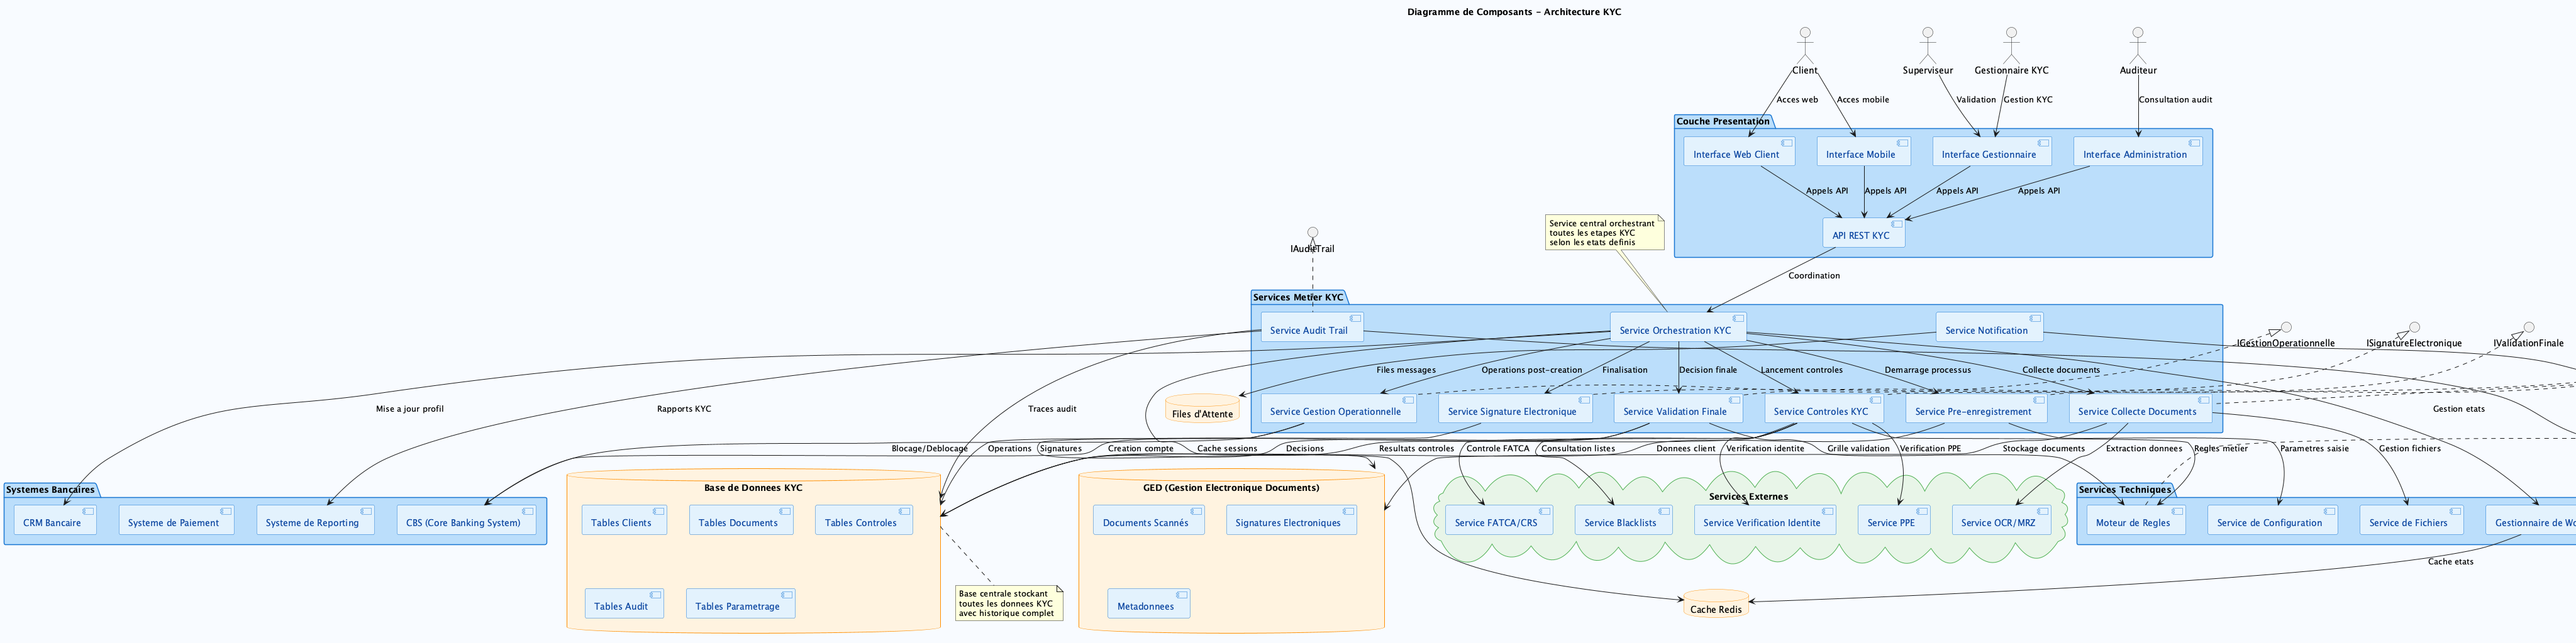 Diagramme de Composants - Architecture KYC
Client
Superviseur
Gestionnaire KYC
Auditeur
Acces web
Acces mobile
Validation
Gestion KYC
Consultation audit
Couche Presentation
Interface Web Client
Interface Mobile
Interface Gestionnaire
Interface Administration
Appels API
Appels API
Appels API
Appels API
API REST KYC
Service central orchestrant
toutes les etapes KYC
selon les etats definis
IAuditTrail
Coordination
Services Metier KYC
Service Audit Trail
Service Orchestration KYC
Service Notification
IGestionOperationnelle
ISignatureElectronique
IValidationFinale
Files messages
Operations post-creation
Finalisation
Decision finale
Lancement controles
Demarrage processus
Collecte documents
Mise a jour profil
Rapports KYC
Traces audit
Files d'Attente
Service Gestion Operationnelle
Service Signature Electronique
Service Validation Finale
Service Controles KYC
Service Pre-enregistrement
Service Collecte Documents
Gestion etats
Blocage/Deblocage
Operations
Signatures
Creation compte
Cache sessions
Decisions
Resultats controles
Controle FATCA
Consultation listes
Donnees client
Verification identite
Grille validation
Verification PPE
Stockage documents
Extraction donnees
Regles metier
Parametres saisie
Gestion fichiers
Systemes Bancaires
CRM Bancaire
Systeme de Paiement
Systeme de Reporting
CBS (Core Banking System)
Base de Donnees KYC
Tables Clients
Tables Documents
Tables Controles
Tables Audit
Tables Parametrage
GED (Gestion Electronique Documents)
Documents Scannés
Signatures Electroniques
Metadonnees
Services Externes
Service FATCA/CRS
Service Blacklists
Service Verification Identite
Service PPE
Service OCR/MRZ
Services Techniques
Moteur de Regles
Service de Configuration
Service de Fichiers
Gestionnaire de Wo
Cache etats
Base centrale stockant
toutes les donnees KYC
avec historique complet
Cache Redis